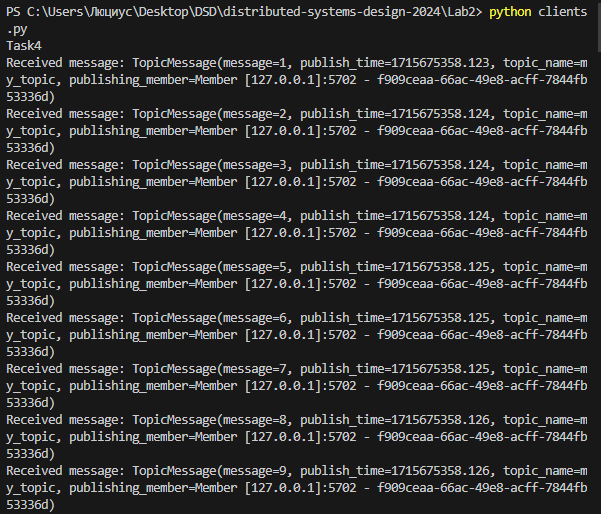 PS C:\Users\Люциус\Desktop\DSD\distributed-systems-design-2024\Lab2> python clients
.py
Task4
Received message: TopicMessage(message=1, publish_time=1715675358.123, topic_name=m
y_topic, publishing_member=Member [127.0.0.1]:5702 - f909ceaa-66ac-49e8-acff-7844fb
53336d)
Received message: TopicMessage(message=2, publish_time=1715675358.124, topic_name=m
y_topic, publishing_member=Member [127.0.0.1]:5702 - f909ceaa-66ac-49e8-acff-7844fb
53336d)
Received message: TopicMessage(message=3, publish_time=1715675358.124, topic_name=m
y_topic, publishing_member=Member [127.0.0.1]:5702 - f909ceaa-66ac-49e8-acff-7844fb
53336d)
Received message: TopicMessage(message=4, publish_time=1715675358.124, topic_name=m
y_topic, publishing_member=Member [127.0.0.1]:5702 - f909ceaa-66ac-49e8-acff-7844fb
53336d)
Received message: TopicMessage(message=5, publish_time=1715675358.125, topic_name=m
y_topic, publishing_member=Member [127.0.0.1]:5702 - f909ceaa-66ac-49e8-acff-7844fb
53336d)
Received message: TopicMessage(message=6, publish_time=1715675358.125, topic_name=m
y_topic, publishing_member=Member [127.0.0.1]:5702 - f909ceaa-66ac-49e8-acff-7844fb
53336d)
Received message: TopicMessage(message=7, publish_time=1715675358.125, topic_name=m
y_topic, publishing_member=Member [127.0.0.1]:5702 - f909ceaa-66ac-49e8-acff-7844fb
53336d)
Received message: TopicMessage(message=8, publish_time=1715675358.126, topic_name=m
y_topic, publishing_member=Member [127.0.0.1]:5702 - f909ceaa-66ac-49e8-acff-7844fb
53336d)
Received message: TopicMessage(message=9, publish_time=1715675358.126, topic_name=m
y_topic, publishing_member=Member [127.0.0.1]:5702 - f909ceaa-66ac-49e8-acff-7844fb
53336d)